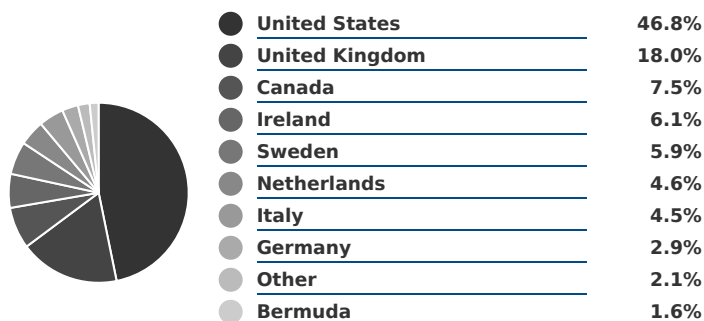 United States 46.8%
United Kingdom 18.0%
Canada 7.5%
Ireland 6.1%
Sweden 5.9%
Netherlands 4.6%
Italy 4.5%
Germany 2.9%
Other 2.1%
Bermuda 1.6%